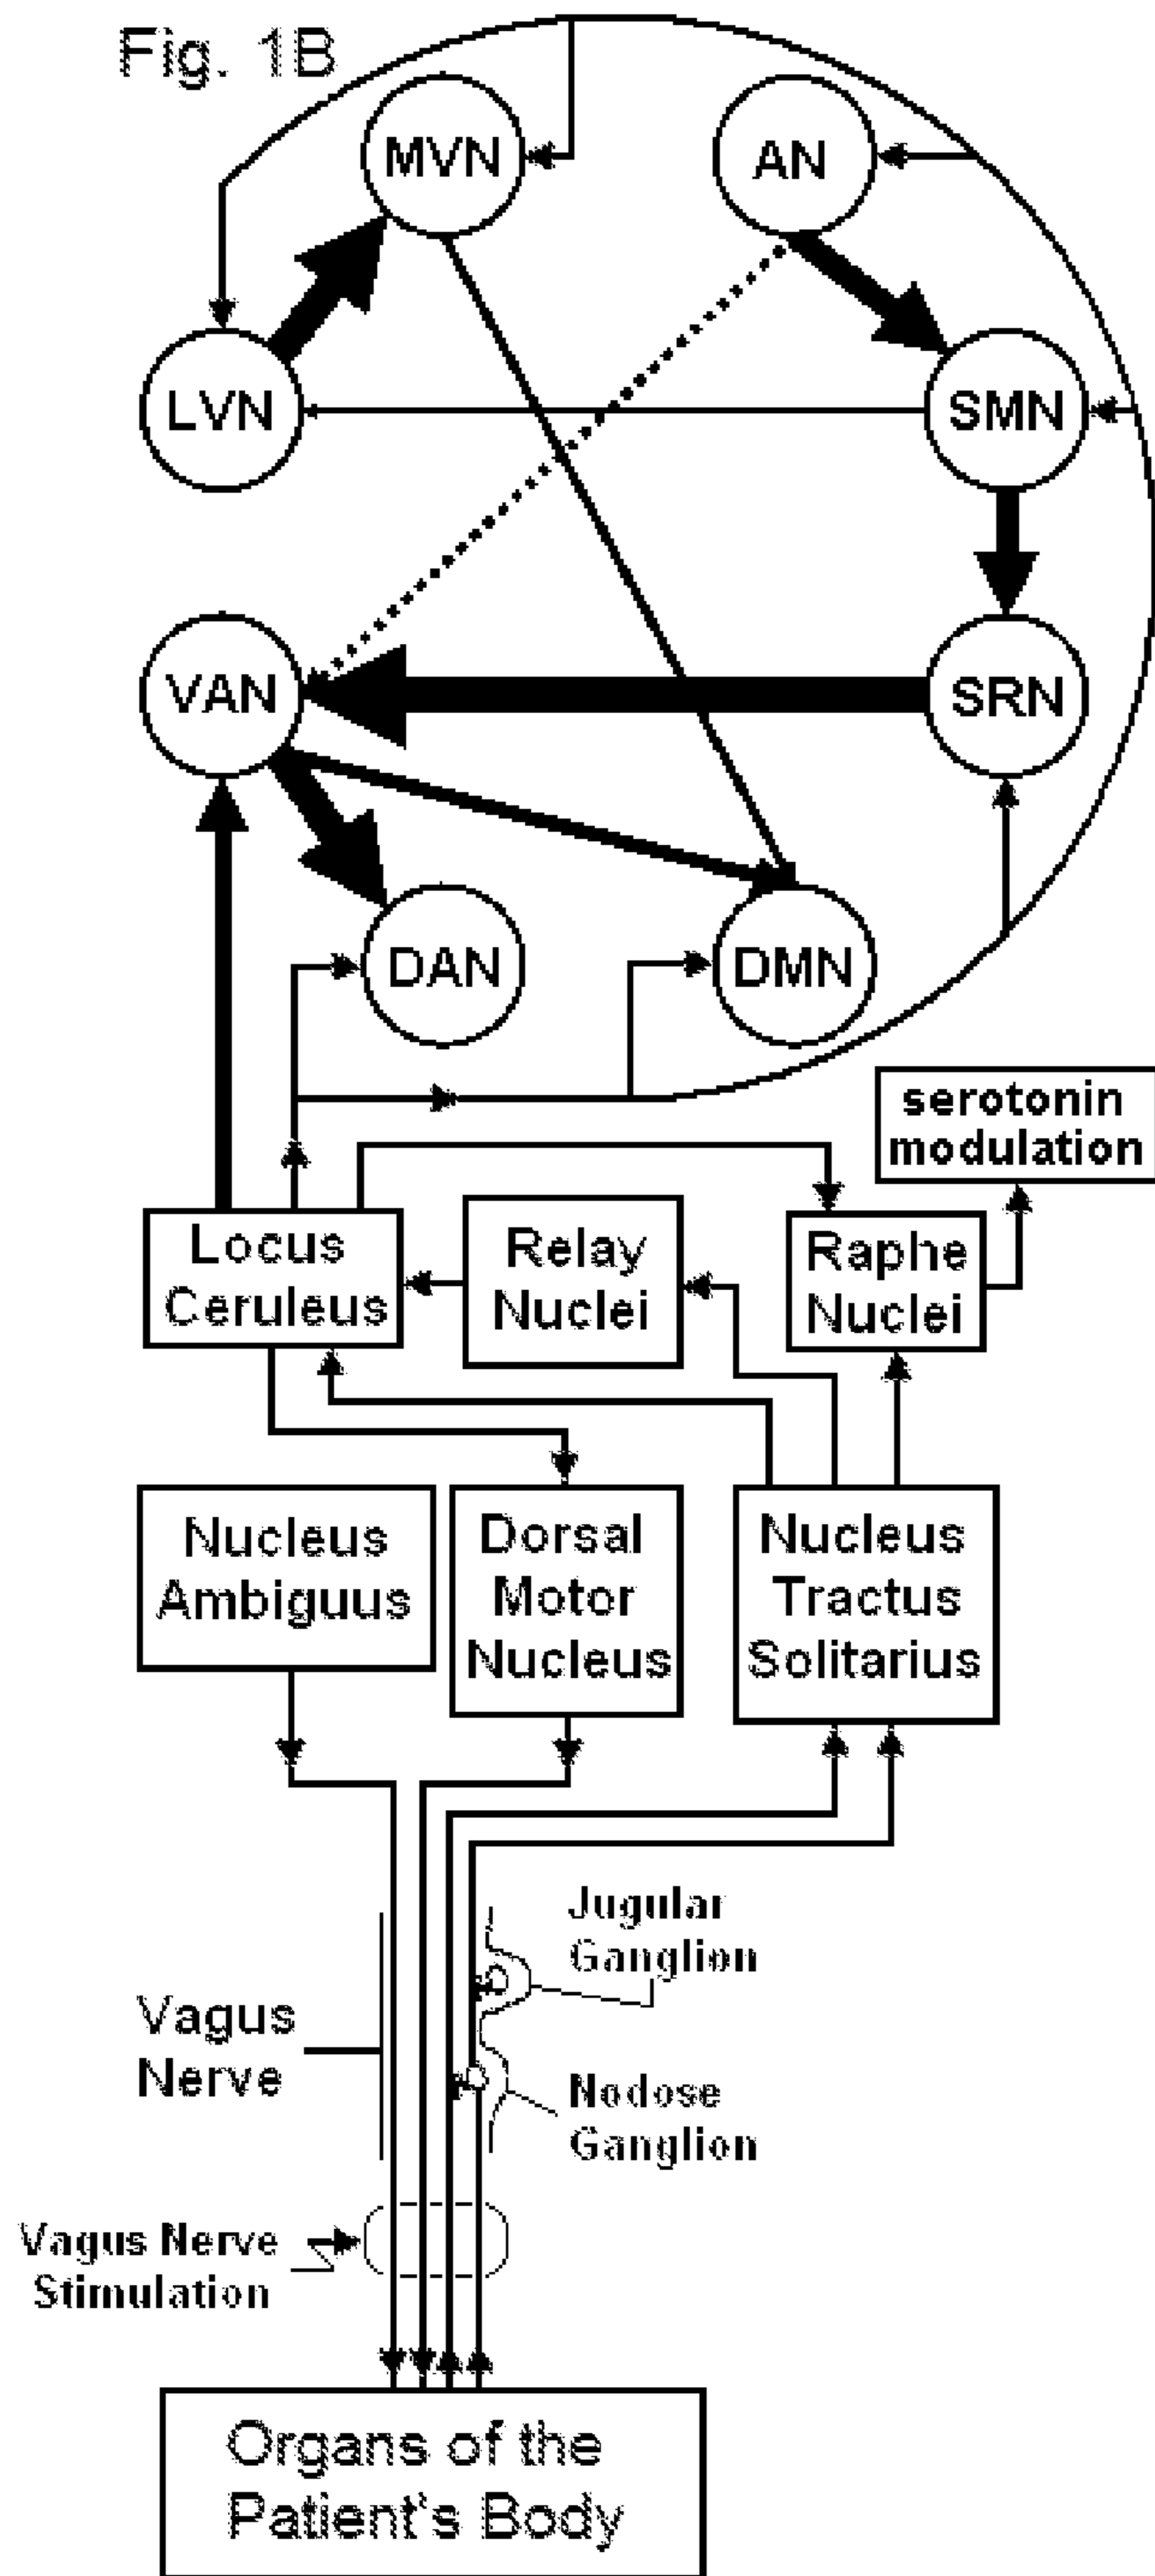 Fig. 1B
MVN
AN
LVN
SMN
VAN
SRN
DAN
DMN
serotonin
modulation
Locus
Ceruleus
Relay
Nuclei
Raphe
Nuclei
Nucleus
Ambiguus
Dorsal
Motor
Nucleus
Nucleus
Tractus
Solitarius
Jugular
Ganglion
Vagus
Nerve
Nodose
Ganglion
Vagus Nerve
Stimulation
Organs of the
Patient's Body